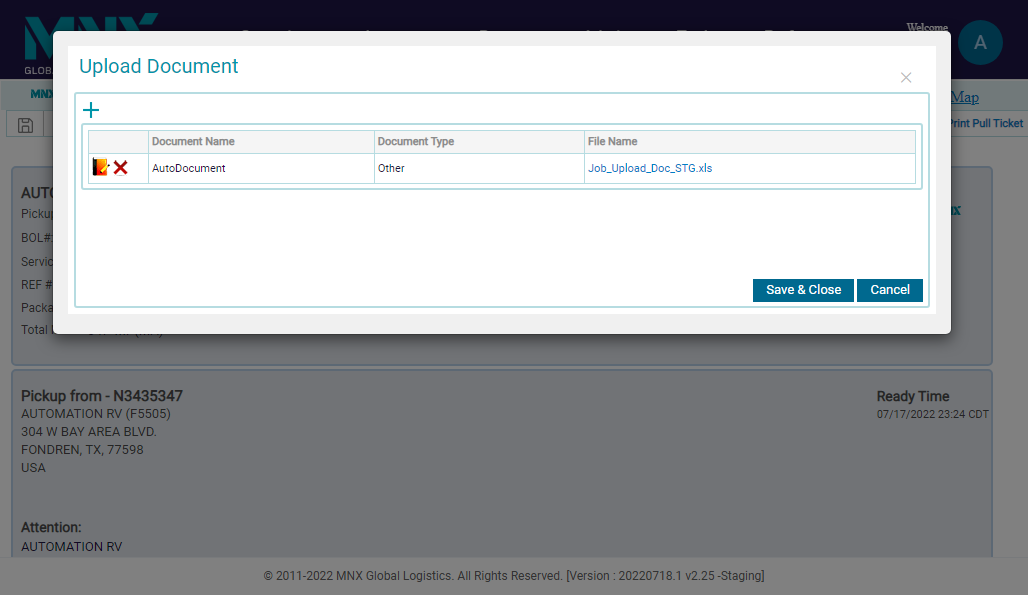 MNX
Welcome
A
GLOBA
Upload Document
MNX
Map
Print Pull Ticket
Document Name Document Type File Name
AutoDocument Other Job_Upload_Doc_STG.xls
Save & Close Cancel
AUTO
Pickup
BOL#:
Servic
REF #
Packa
Total
Pickup from - N3435347 Ready Time
AUTOMATION RV (F5505) 07/17/2022 23:24 CDT
304 W BAY AREA BLVD.
FONDREN, TX, 77598
USA
Attention:
AUTOMATION RV
© 2011-2022 MNX Global Logistics. All Rights Reserved. [Version : 20220718.1 v2.25 -Staging]